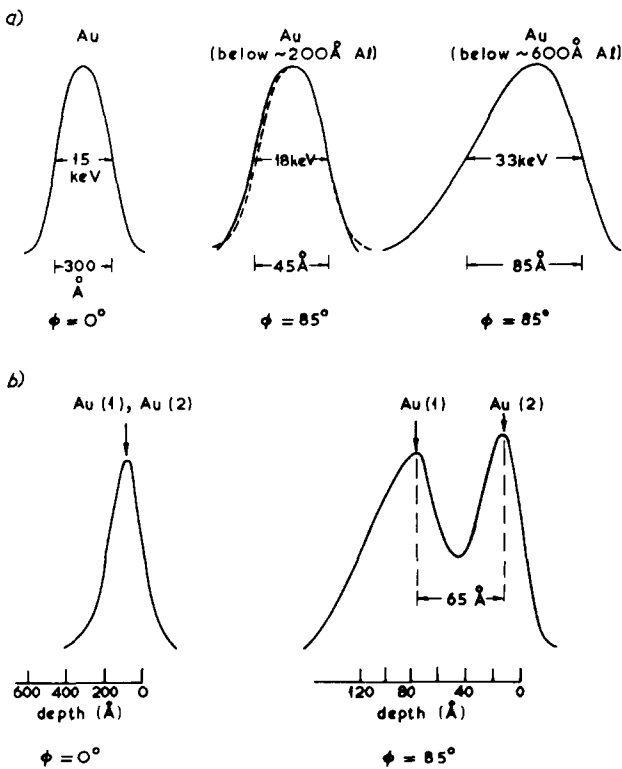 a)
Au
Au
Au
(below ~200Å Al)
(below ~600Å Al)
15
keV
18keV
33keV
300
Å
45Å
85Å
ϕ = 0°
ϕ = 85°
ϕ = 85°
b)
Au (1), Au (2)
Au(1)
Au(2)
65 Å
600 400 200 0
depth (Å)
120 80 40 0
depth (Å)
ϕ = 0°
ϕ = 85°